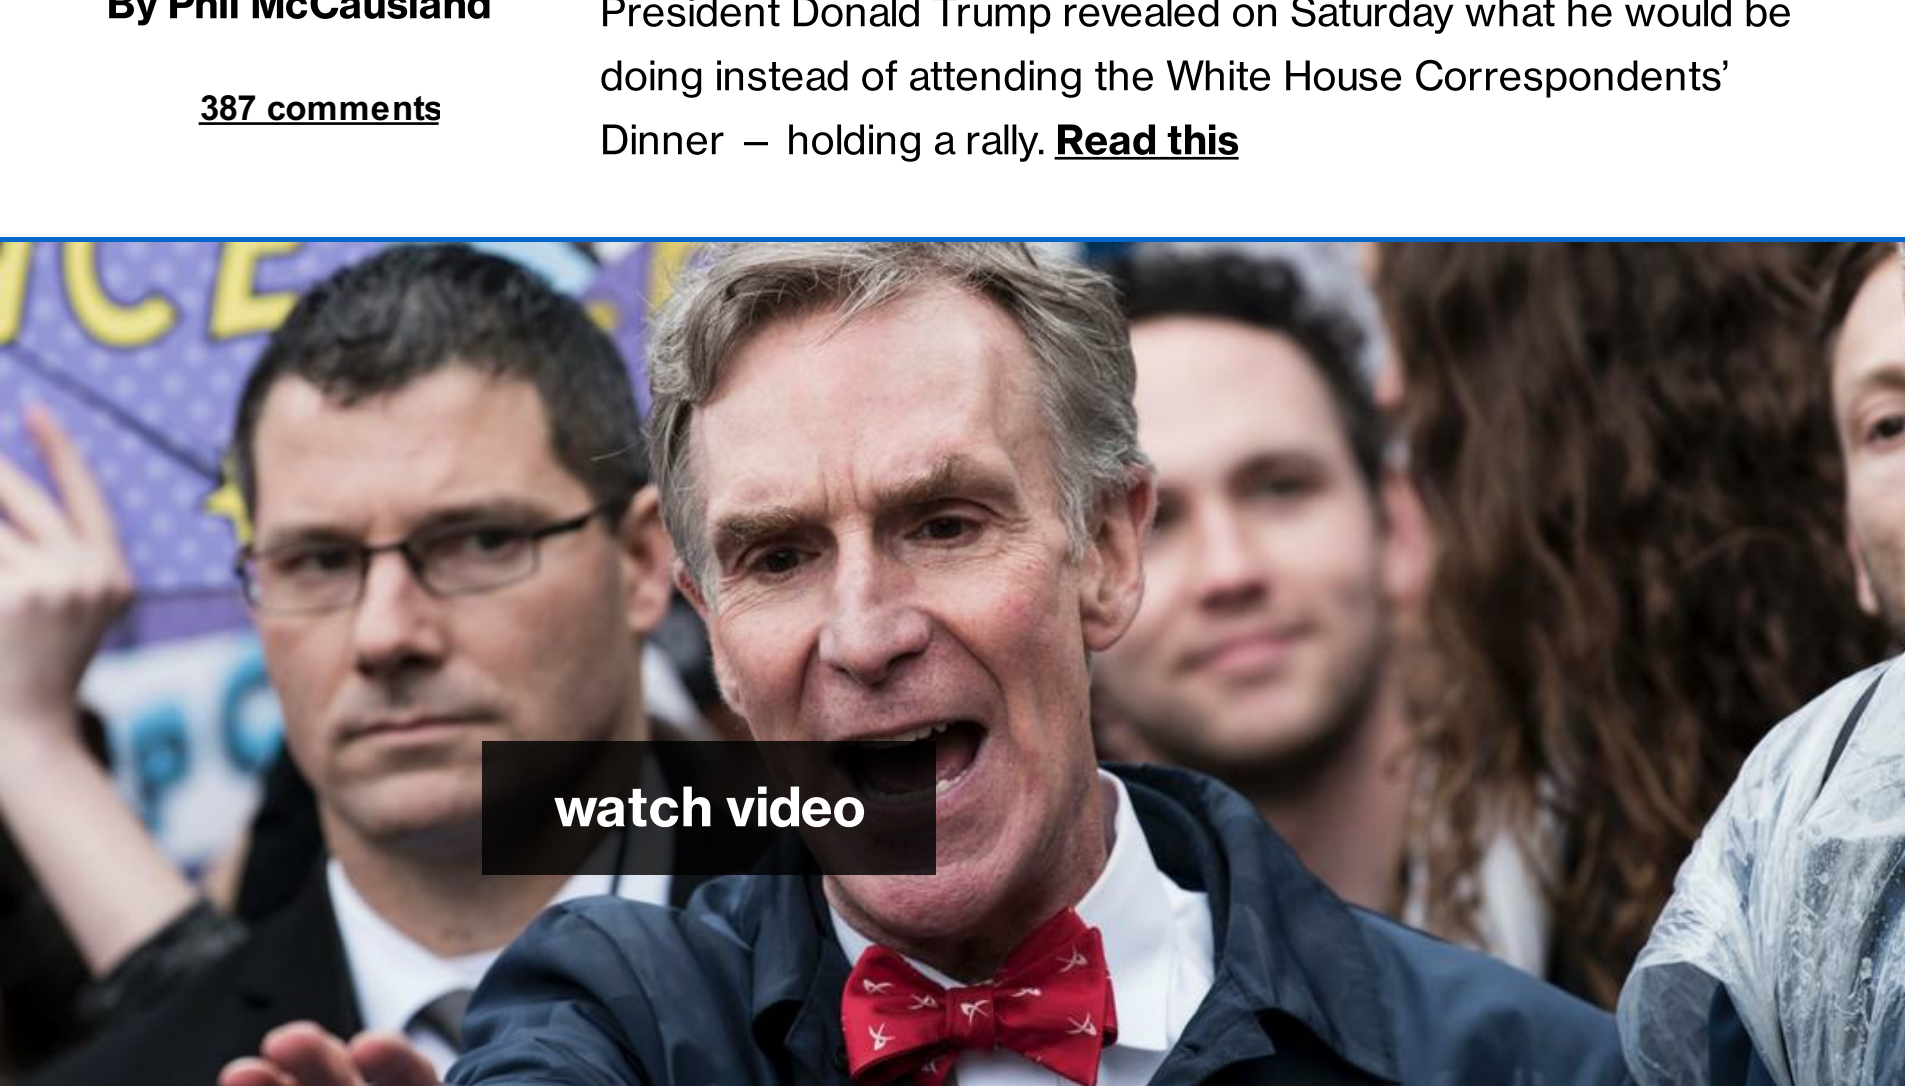 By Phil McCausland
387 comments
President Donald Trump revealed on Saturday what he would be
doing instead of attending the White House Correspondents’
Dinner — holding a rally. Read this
watch video